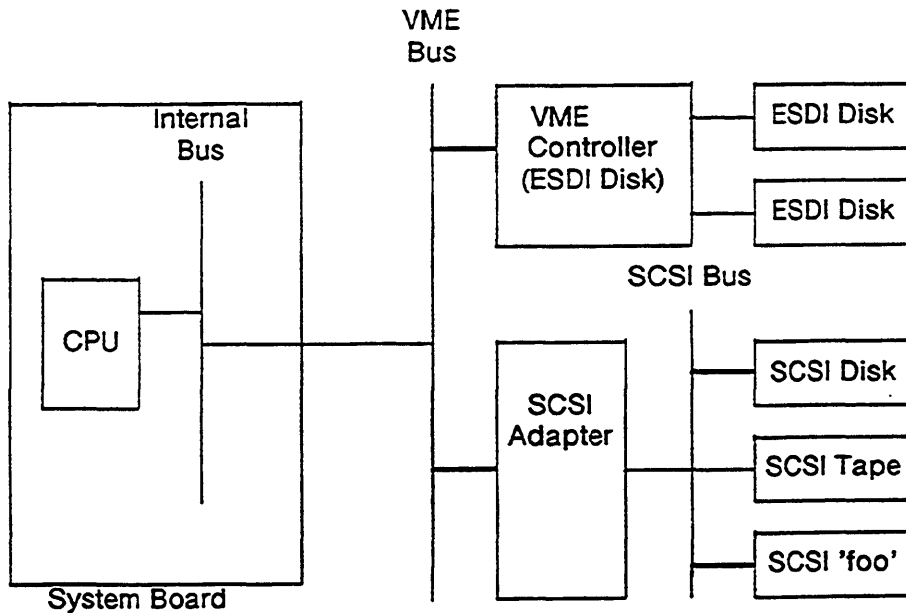 VME
Bus
Internal
Bus
CPU
System Board
VME
Controller
(ESDI Disk)
ESDI Disk
ESDI Disk
SCSI Bus
SCSI
Adapter
SCSI Disk
SCSI Tape
SCSI 'foo'